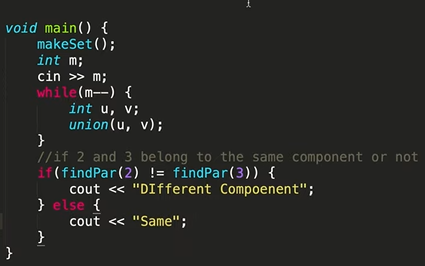 void main() {
    makeSet();
    int m;
    cin >> m;
    while(m--) {
        int u, v;
        union(u, v);
    }
    //if 2 and 3 belong to the same component or not
    if(findPar(2) != findPar(3)) {
        cout << "DIfferent Compoenent";
    } else {
        cout << "Same";
    }
}